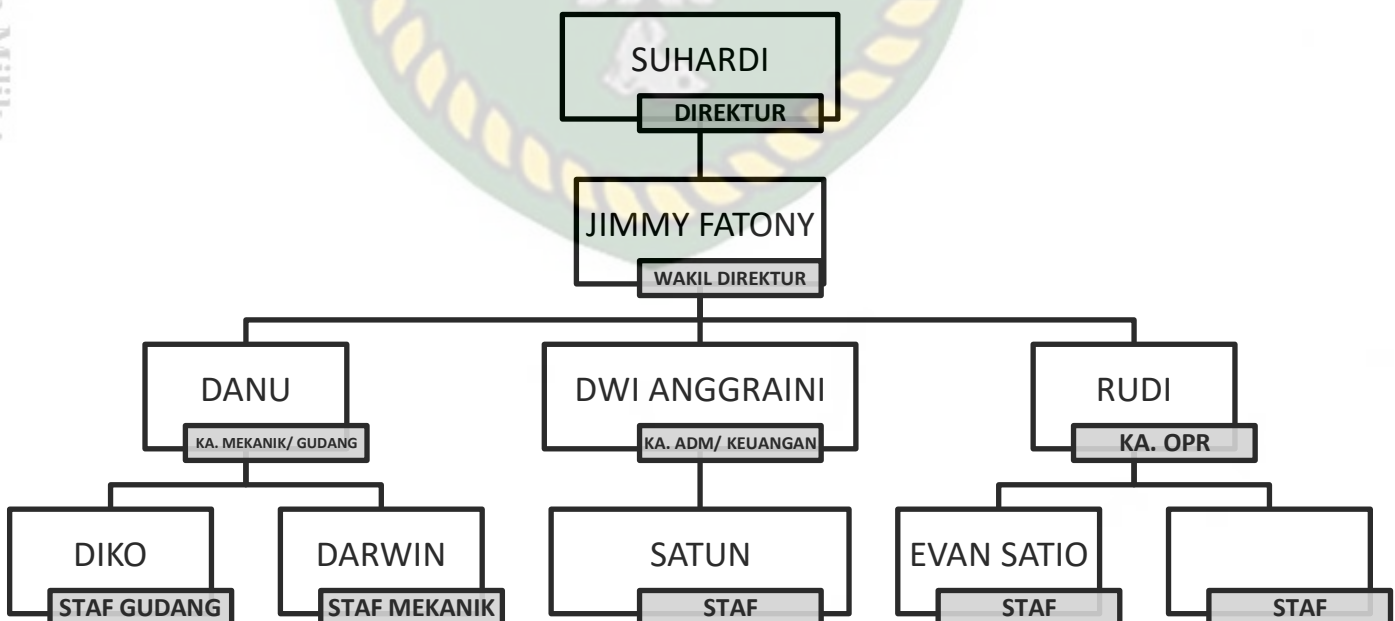 SUHARDI
DIREKTUR
JIMMY FATONY
WAKIL DIREKTUR
DANU
KA. MEKANIK/ GUDANG
DWI ANGGRAINI
KA. ADM/ KEUANGAN
RUDI
KA. OPR
DIKO
STAF GUDANG
DARWIN
STAF MEKANIK
SATUN
STAF
EVAN SATIO
STAF
STAF